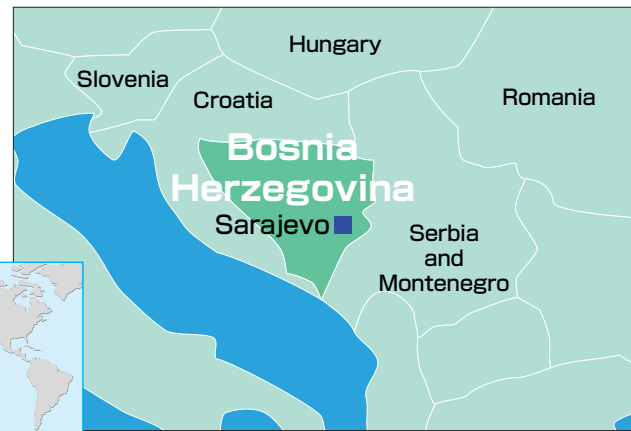 Hungary
Slovenia
Croatia
Romania
Bosnia
Herzegovina
Sarajevo
Serbia
and
Montenegro